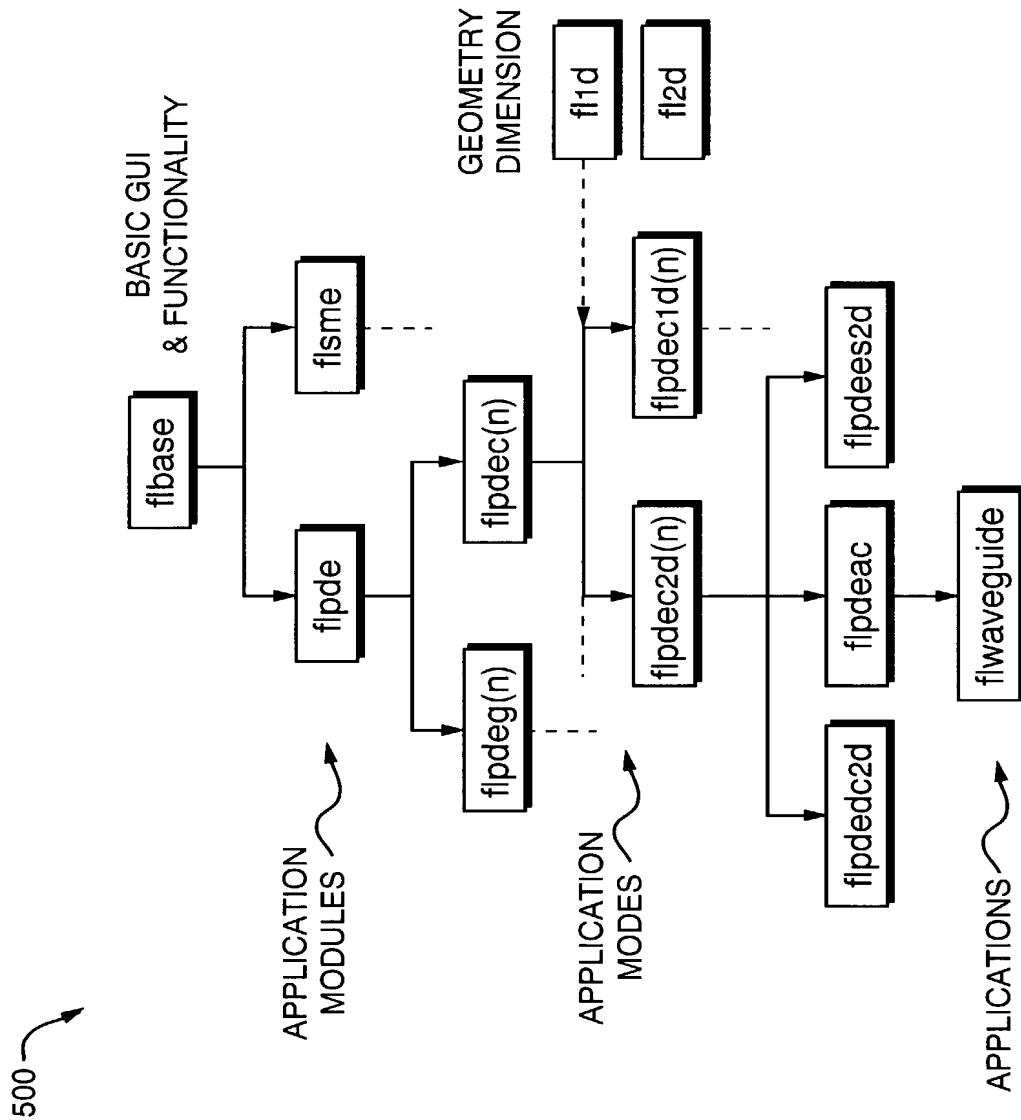 500
BASIC GUI
& FUNCTIONALITY
flbase
flpde
flsme
APPLICATION
MODULES
flpdeg(n)
flpdec(n)
GEOMETRY
DIMENSION
fl1d
fl2d
APPLICATION
MODES
flpdec2d(n)
flpdec1d(n)
flpdedc2d
flpdeac
flpdees2d
APPLICATIONS
flwaveguide